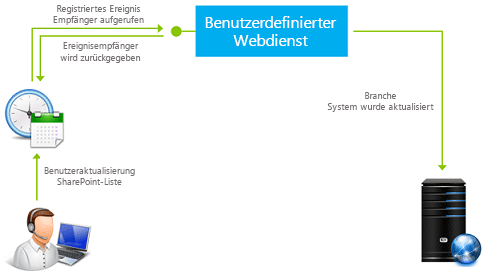 Registriertes Ereignis
Empfänger aufgerufen
Benutzerdefinierter
Webdienst
Ereignisempfänger
wird zurückgegeben
Branche
System wurde aktualisiert
Benutzeraktualisierung
SharePoint-Liste